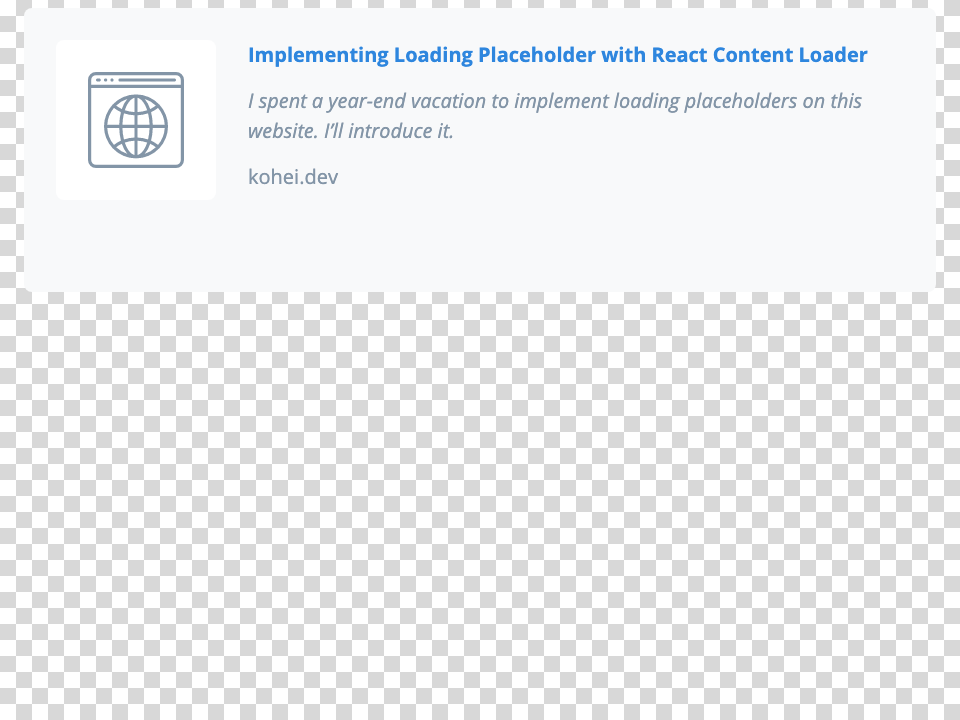 Implementing Loading Placeholder with React Content Loader
I spent a year-end vacation to implement loading placeholders on this
website. I’ll introduce it.
kohei.dev